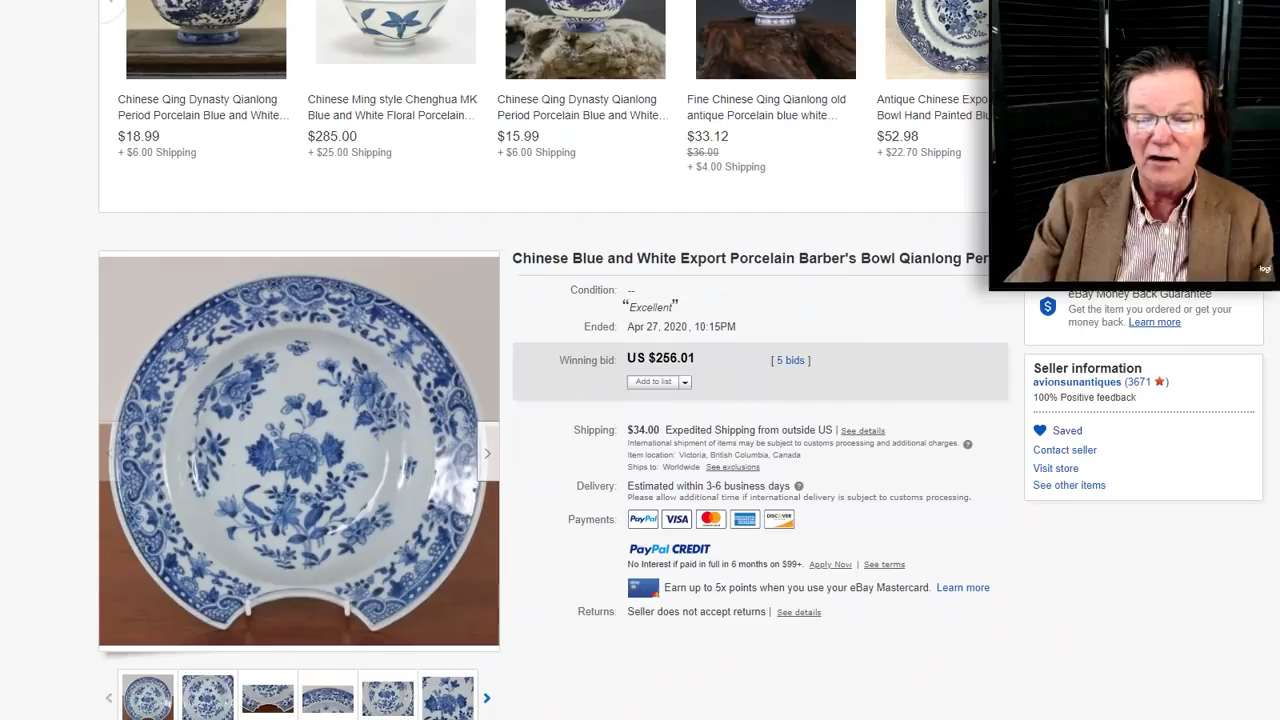 Chinese Qing Dynasty Qianlong
Period Porcelain Blue and White...
$18.99
+ $6.00 Shipping
Chinese Ming style Chenghua MK
Blue and White Floral Porcelain...
$285.00
+ $25.00 Shipping
Chinese Qing Dynasty Qianlong
Period Porcelain Blue and White...
$15.99
+ $6.00 Shipping
Fine Chinese Qing Qianlong old
antique Porcelain blue white...
$33.12
$36.00
+ $4.00 Shipping
Antique Chinese Expo
Bowl Hand Painted Blu
$52.98
+ $22.70 Shipping
logi
Chinese Blue and White Export Porcelain Barber's Bowl Qianlong Per
Condition: --
“Excellent”
Ended: Apr 27, 2020 , 10:15PM
Winning bid: US $256.01 [ 5 bids ]
Add to list
Shipping: $34.00 Expedited Shipping from outside US | See details
International shipment of items may be subject to customs processing and additional charges.
Item location: Victoria, British Columbia, Canada
Ships to: Worldwide See exclusions
Delivery: Estimated within 3-6 business days
Please allow additional time if international delivery is subject to customs processing.
Payments: PayPal VISA MasterCard DISCOVER
PayPal CREDIT
No Interest if paid in full in 6 months on $99+. Apply Now | See terms
Earn up to 5x points when you use your eBay Mastercard. Learn more
Returns: Seller does not accept returns | See details
eBay Money Back Guarantee
Get the item you ordered or get your
money back. Learn more
Seller information
avionsunantiques (3671 ★)
100% Positive feedback
Saved
Contact seller
Visit store
See other items